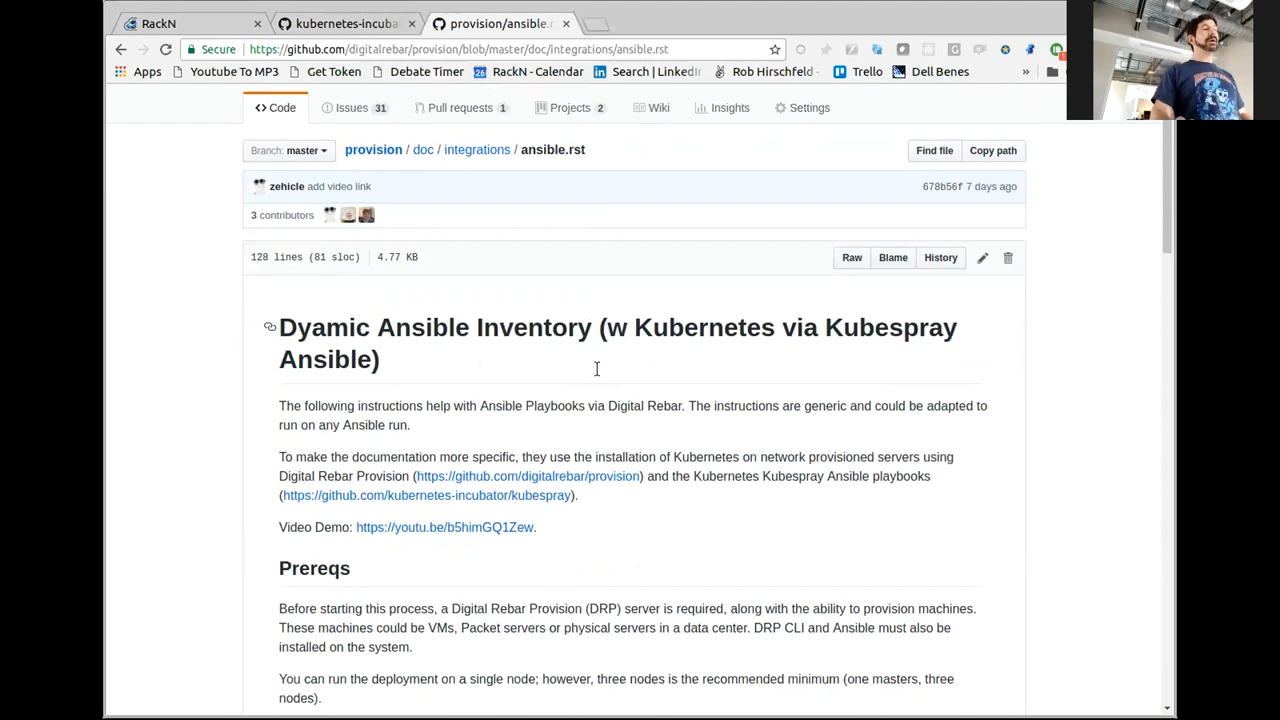 RackN
kubernetes-incuba
provision/ansible.r
Secure https://github.com/digitalrebar/provision/blob/master/doc/integrations/ansible.rst
Apps YouTube To MP3 Get Token Debate Timer RackN - Calendar Search | LinkedI Rob Hirschfeld - Trello Dell Benes »
Code Issues 31 Pull requests 1 Projects 2 Wiki Insights Settings
Branch: master provision / doc / integrations / ansible.rst Find file Copy path
zehicle add video link 678b56f 7 days ago
3 contributors
128 lines (81 sloc) 4.77 KB Raw Blame History
Dyamic Ansible Inventory (w Kubernetes via Kubespray
Ansible)
The following instructions help with Ansible Playbooks via Digital Rebar. The instructions are generic and could be adapted to
run on any Ansible run.
To make the documentation more specific, they use the installation of Kubernetes on network provisioned servers using
Digital Rebar Provision (https://github.com/digitalrebar/provision) and the Kubernetes Kubespray Ansible playbooks
(https://github.com/kubernetes-incubator/kubespray).
Video Demo: https://youtu.be/b5himGQ1Zew.
Prereqs
Before starting this process, a Digital Rebar Provision (DRP) server is required, along with the ability to provision machines.
These machines could be VMs, Packet servers or physical servers in a data center. DRP CLI and Ansible must also be
installed on the system.
You can run the deployment on a single node; however, three nodes is the recommended minimum (one masters, three
nodes).